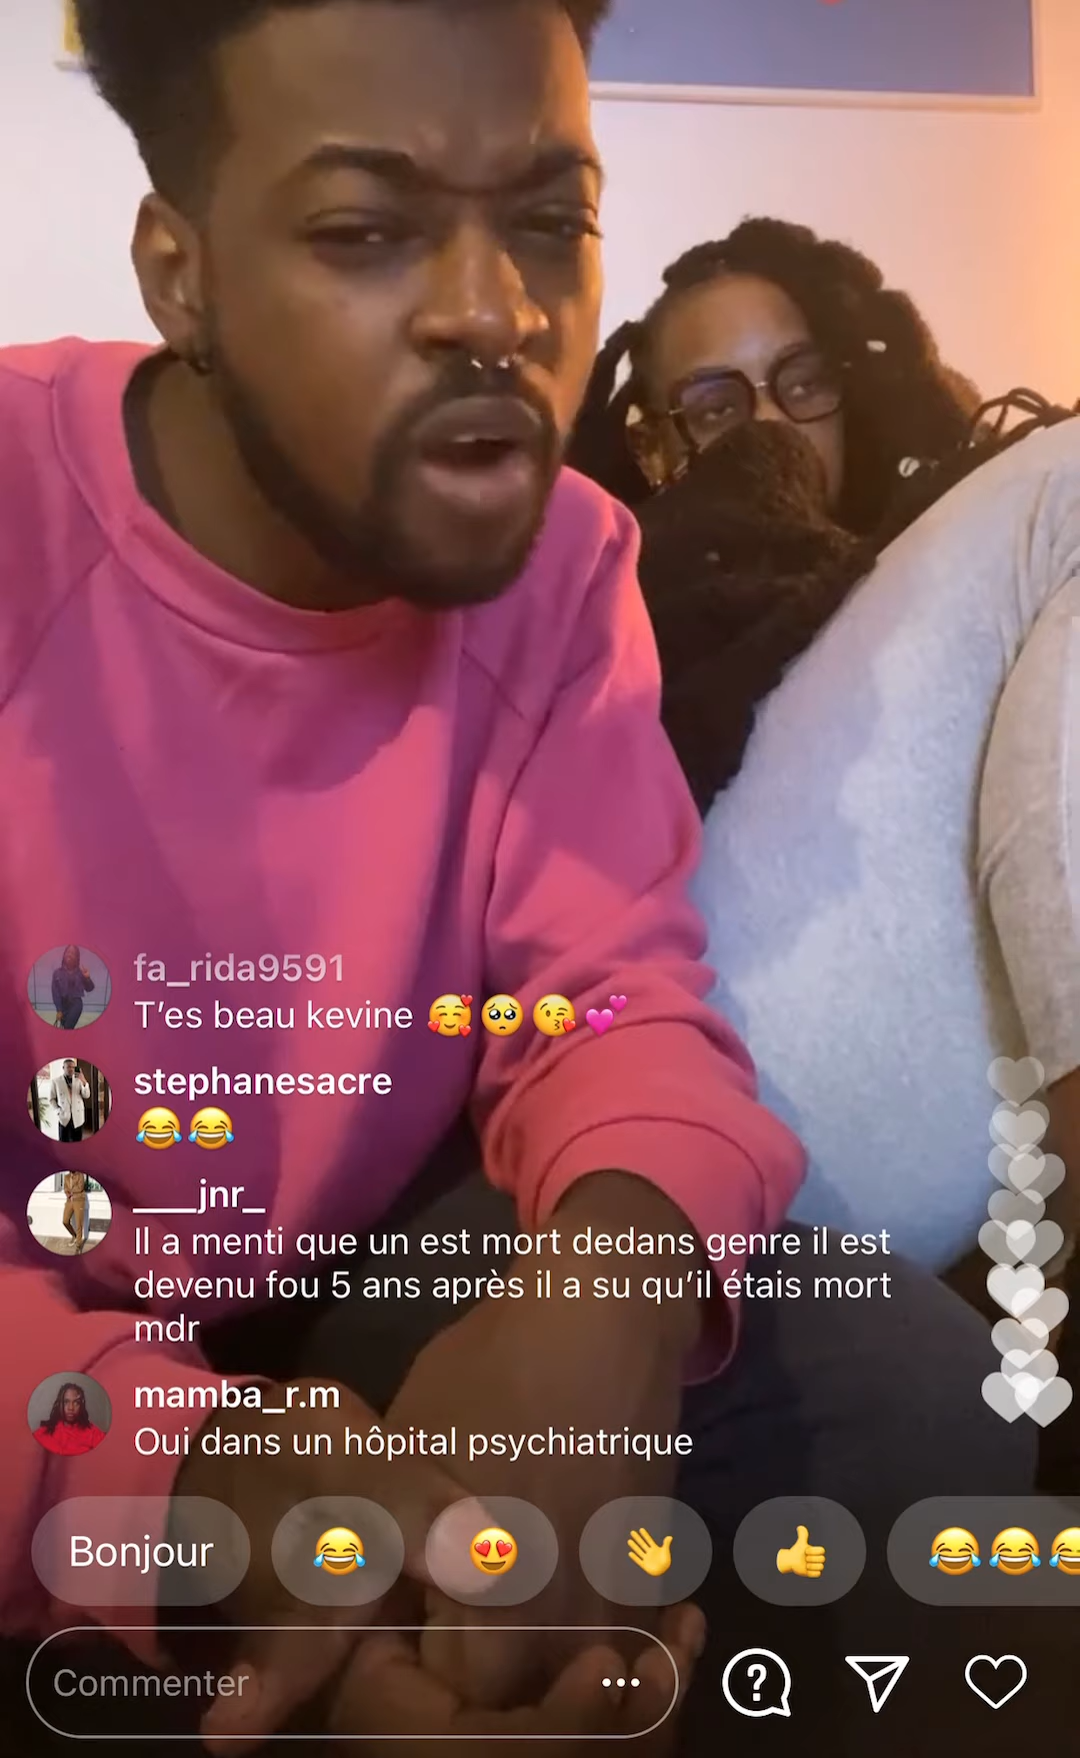 fa_rida9591
T’es beau kevine 🥰🥺😘💕
stephanesacre
😂😂
____jnr_
Il a menti que un est mort dedans genre il est
devenu fou 5 ans après il a su qu’il étais mort
mdr
mamba_r.m
Oui dans un hôpital psychiatrique
Bonjour 😂 😍 👋 👍 😂😂😂
Commenter